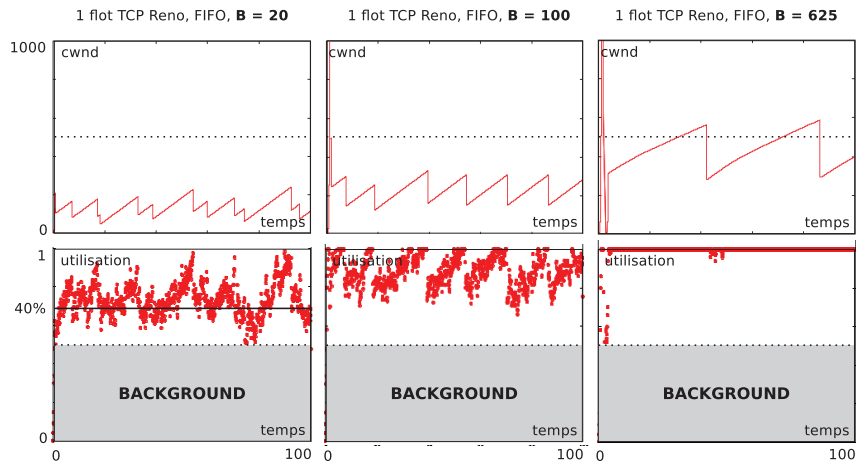 1 flot TCP Reno, FIFO, B = 20
1 flot TCP Reno, FIFO, B = 100
1 flot TCP Reno, FIFO, B = 625
1000
cwnd
cwnd
cwnd
0
temps
temps
temps
1
utilisation
utilisation
utilisation
40%
BACKGROUND
BACKGROUND
BACKGROUND
0
temps
temps
temps
0
100
0
100
0
100